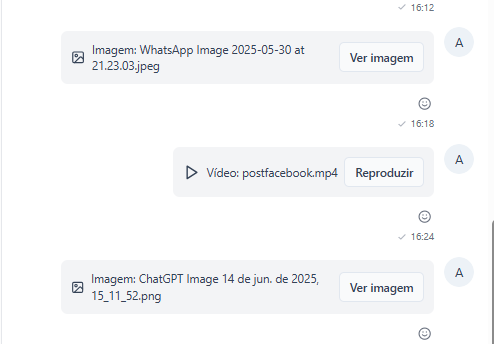 16:12
A
Imagem: WhatsApp Image 2025-05-30 at
21.23.03.jpeg
Ver imagem
16:18
A
Vídeo: postfacebook.mp4
Reproduzir
16:24
A
Imagem: ChatGPT Image 14 de jun. de 2025,
15_11_52.png
Ver imagem